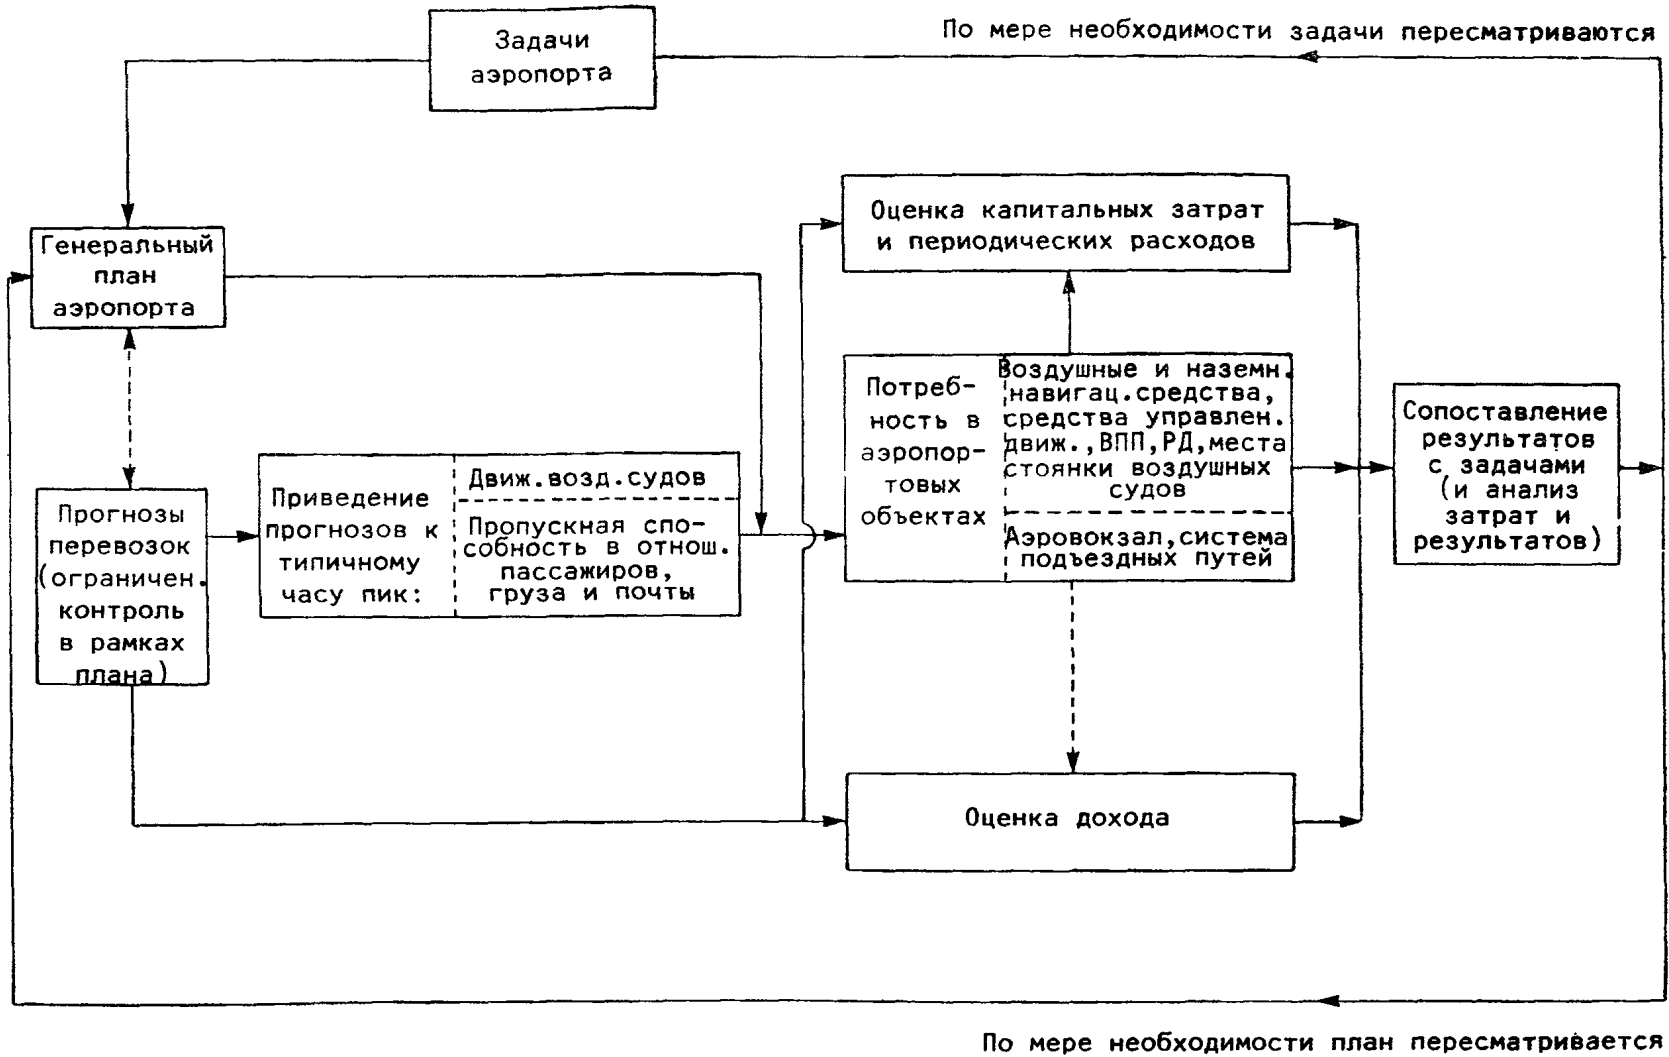 По мере необходимости задачи пересматриваются
Задачи
аэропорта
Генеральный
план
аэропорта
Оценка капитальных затрат
и периодических расходов
Прогнозы
перевозок
(ограничен.
контроль
в рамках
плана)
Приведение
прогнозов к
типичному
часу пик:
Движ.возд.судов
Пропускная спо-
собность в отнош.
пассажиров,
груза и почты
Потреб-
ность в
аэропор-
товых
объектах
Воздушные и наземн.
навигац.средства,
средства управлен.
движ.,ВПП,РД,места
стоянки воздушных
судов
Аэровокзал,система
подъездных путей
Сопоставление
результатов
с задачами
(и анализ
затрат и
результатов)
Оценка дохода
По мере необходимости план пересматривается